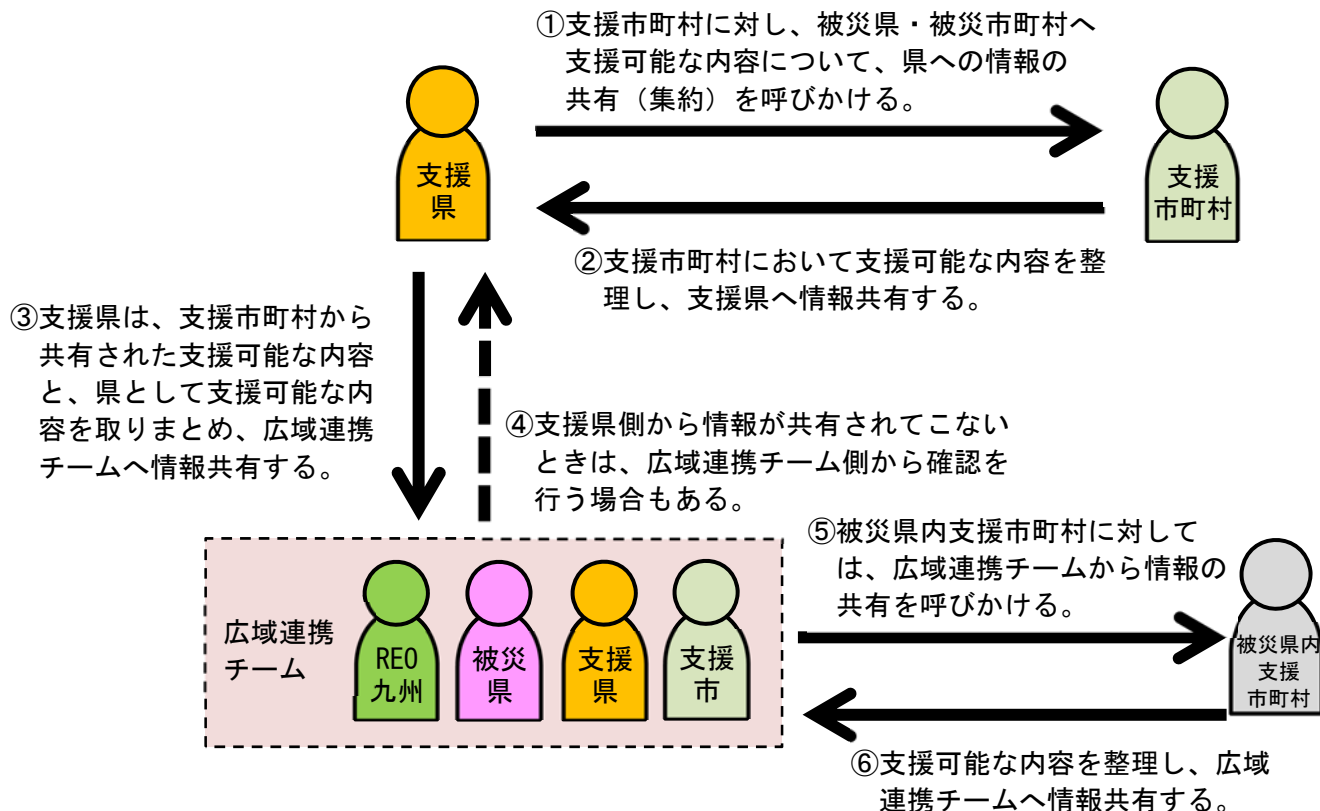 ①支援市町村に対し、被災県・被災市町村へ
支援可能な内容について、県への情報の
共有（集約）を呼びかける。
支援
県
支援
市町村
②支援市町村において支援可能な内容を整
理し、支援県へ情報共有する。
③支援県は、支援市町村から
共有された支援可能な内容
と、県として支援可能な内
容を取りまとめ、広域連携
チームへ情報共有する。
④支援県側から情報が共有されてこない
ときは、広域連携チーム側から確認を
行う場合もある。
広域連携
チーム
REO
九州
被災
県
支援
県
支援
市
⑤被災県内支援市町村に対して
は、広域連携チームから情報の
共有を呼びかける。
被災県内
支援
市町村
⑥支援可能な内容を整理し、広域
連携チームへ情報共有する。